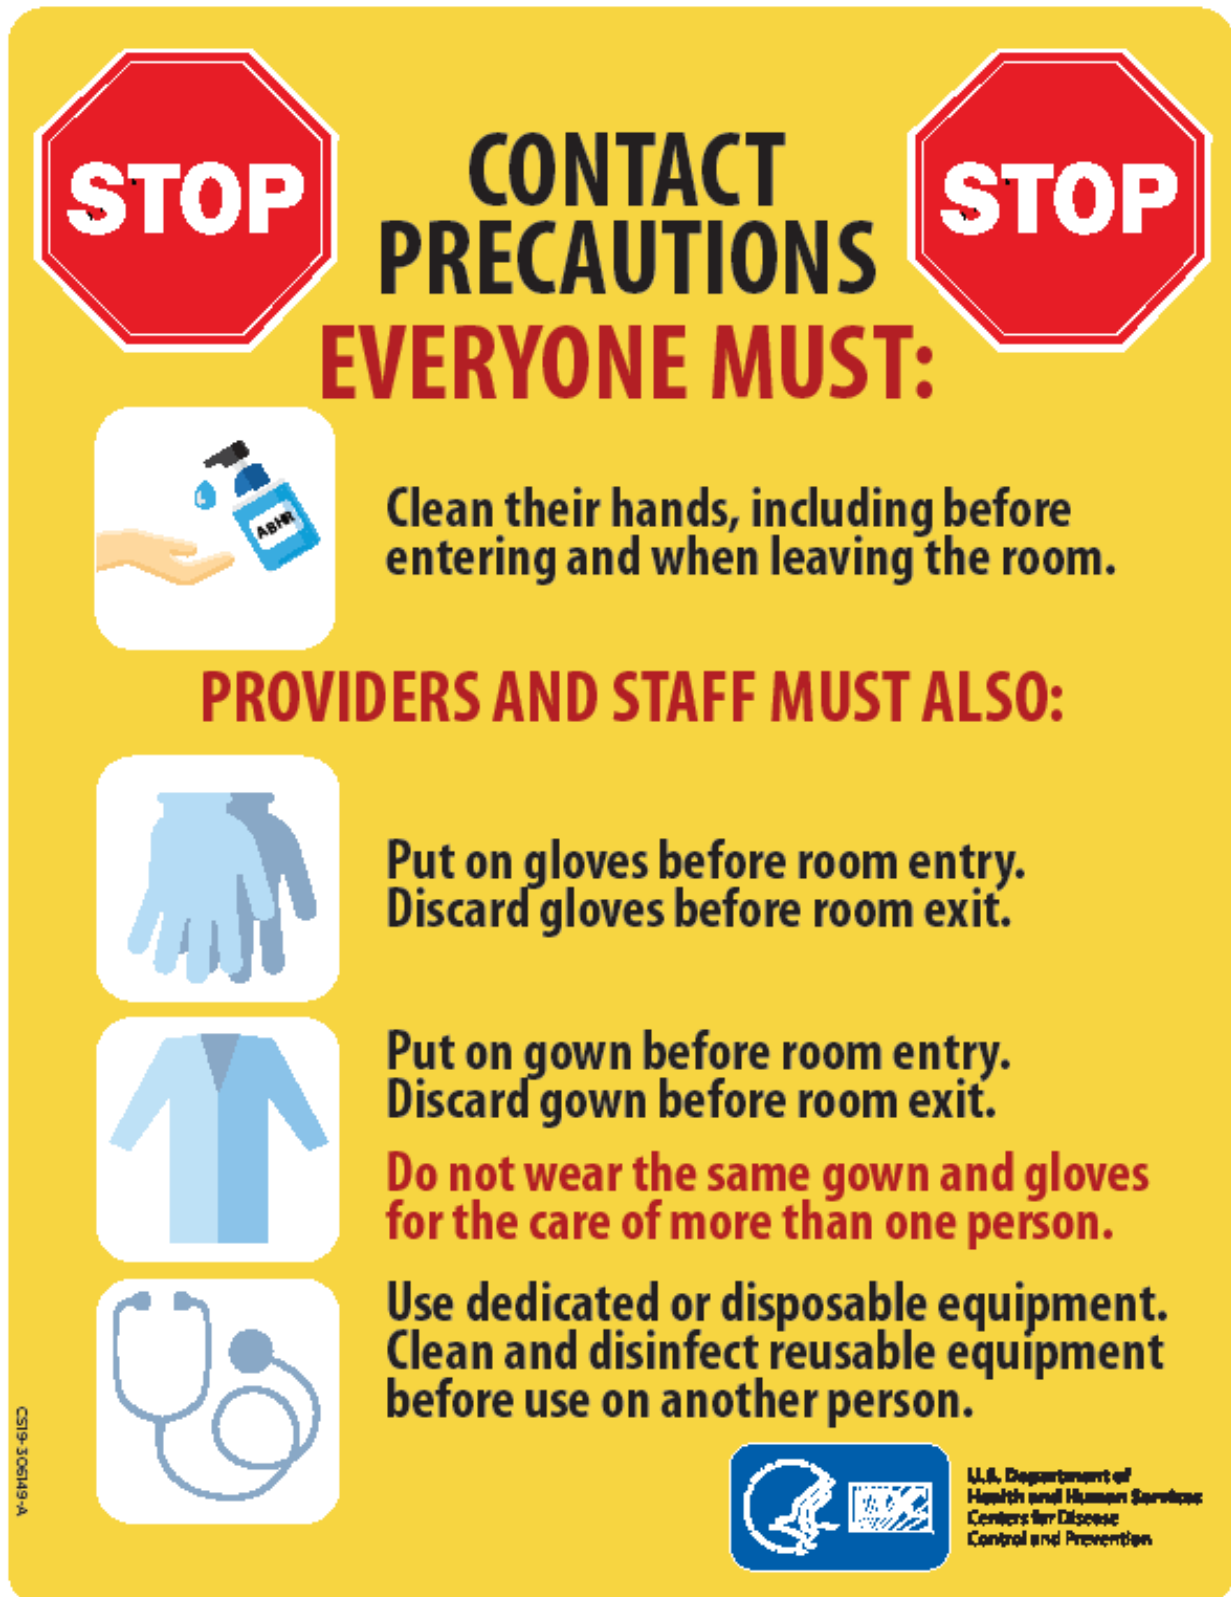 STOP
STOP
CONTACT
PRECAUTIONS
EVERYONE MUST:
ABHR
Clean their hands, including before
entering and when leaving the room.
PROVIDERS AND STAFF MUST ALSO:
Put on gloves before room entry.
Discard gloves before room exit.
Put on gown before room entry.
Discard gown before room exit.
Do not wear the same gown and gloves
for the care of more than one person.
Use dedicated or disposable equipment.
Clean and disinfect reusable equipment
before use on another person.
CS19-306149-A
CDC
U.S. Department of
Health and Human Services
Centers for Disease
Control and Prevention